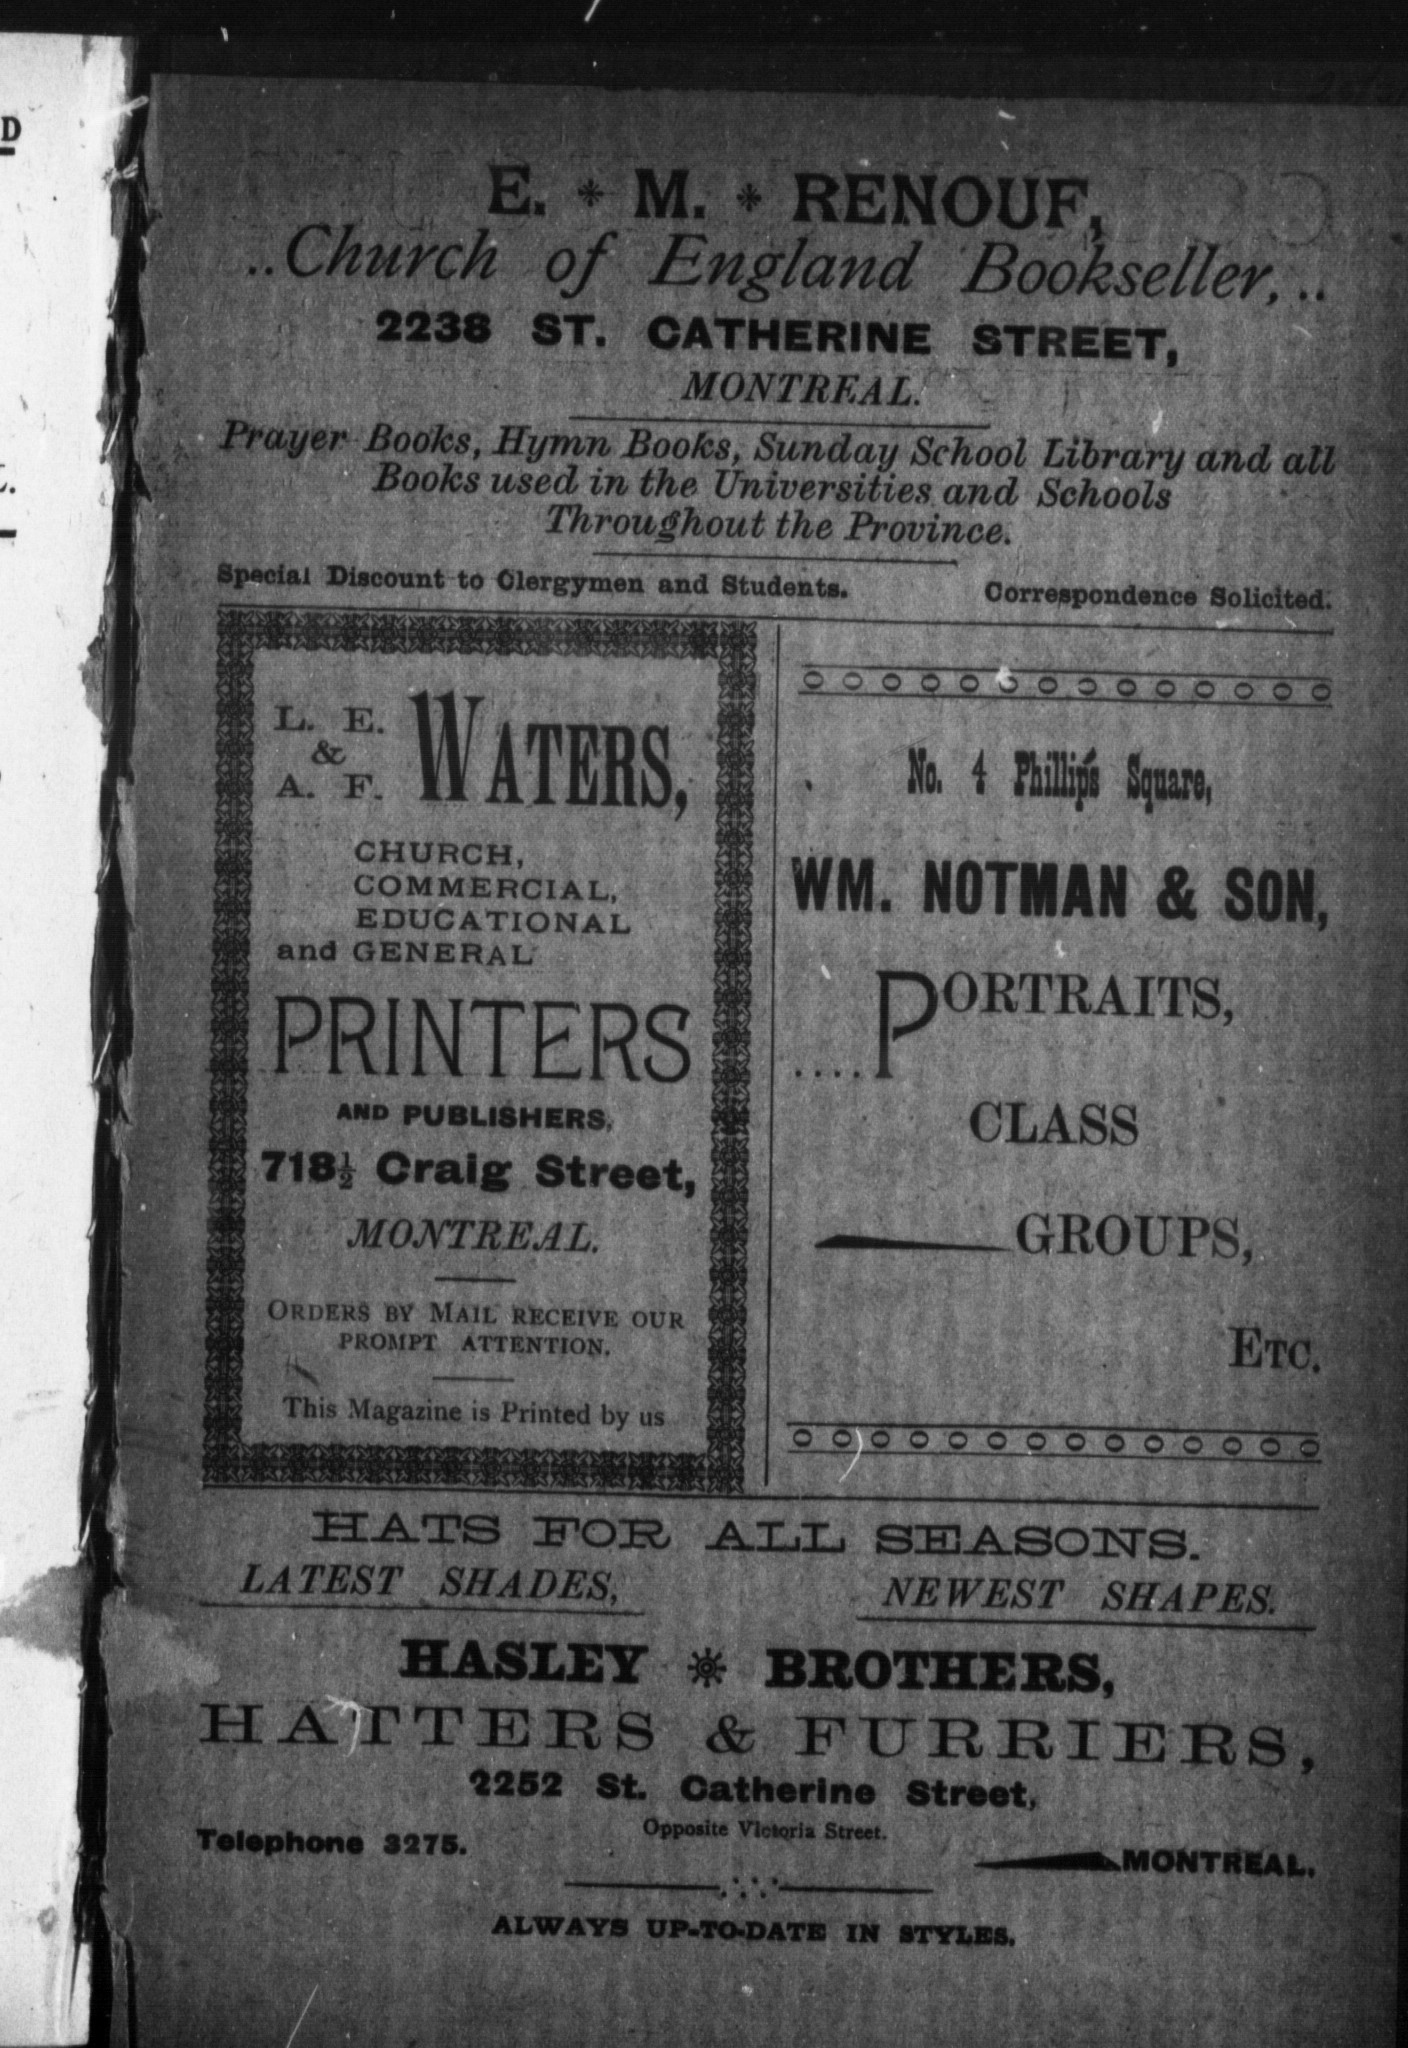 E. M. RENOUF,
..Church of England Bookseller,..
2238 ST. CATHERINE STREET,
MONTREAL.
Prayer Books, Hymn Books, Sunday School Library and all
Books used in the Universities and Schools
Throughout the Province.
Special Discount to Clergymen and Students. Correspondence Solicited.
L. E.
&
A. F.
WATERS,
CHURCH,
COMMERCIAL,
EDUCATIONAL
and GENERAL
PRINTERS
AND PUBLISHERS,
718½ Craig Street,
MONTREAL.
ORDERS BY MAIL RECEIVE OUR
PROMPT ATTENTION.
This Magazine is Printed by us
No. 4 Phillip's Square,
WM. NOTMAN & SON,
....PORTRAITS,
CLASS
GROUPS,
ETC.
HATS FOR ALL SEASONS.
LATEST SHADES, NEWEST SHAPES.
HASLEY BROTHERS,
HATTERS & FURRIERS,
2252 St. Catherine Street,
Opposite Victoria Street.
Telephone 3275. MONTREAL.
ALWAYS UP-TO-DATE IN STYLES.